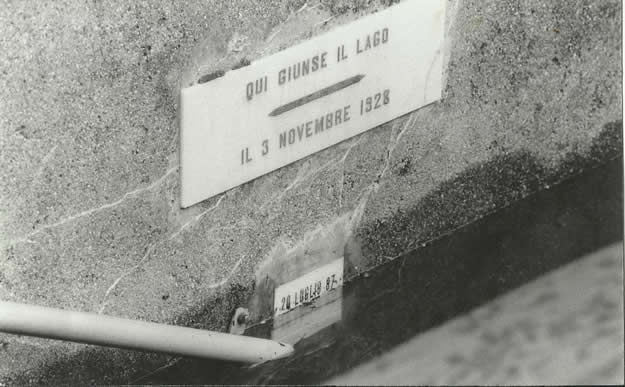 QUI GIUNSE IL LAGO
IL 3 NOVEMBRE 1928
20 LUGLIO 87